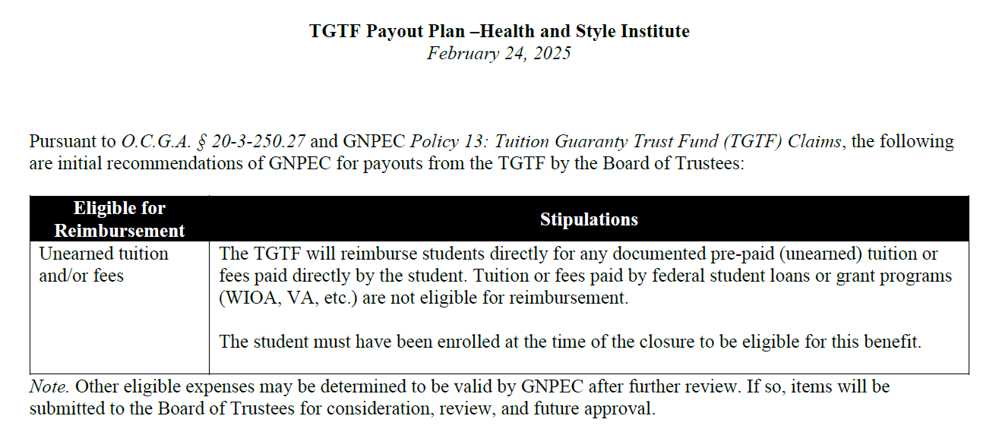 TGTF Payout Plan –Health and Style Institute
February 24, 2025
Pursuant to O.C.G.A. § 20-3-250.27 and GNPEC Policy 13: Tuition Guaranty Trust Fund (TGTF) Claims, the following
are initial recommendations of GNPEC for payouts from the TGTF by the Board of Trustees:
Eligible for
Reimbursement
Stipulations
Unearned tuition
and/or fees
The TGTF will reimburse students directly for any documented pre-paid (unearned) tuition or
fees paid directly by the student. Tuition or fees paid by federal student loans or grant programs
(WIOA, VA, etc.) are not eligible for reimbursement.
The student must have been enrolled at the time of the closure to be eligible for this benefit.
Note. Other eligible expenses may be determined to be valid by GNPEC after further review. If so, items will be
submitted to the Board of Trustees for consideration, review, and future approval.